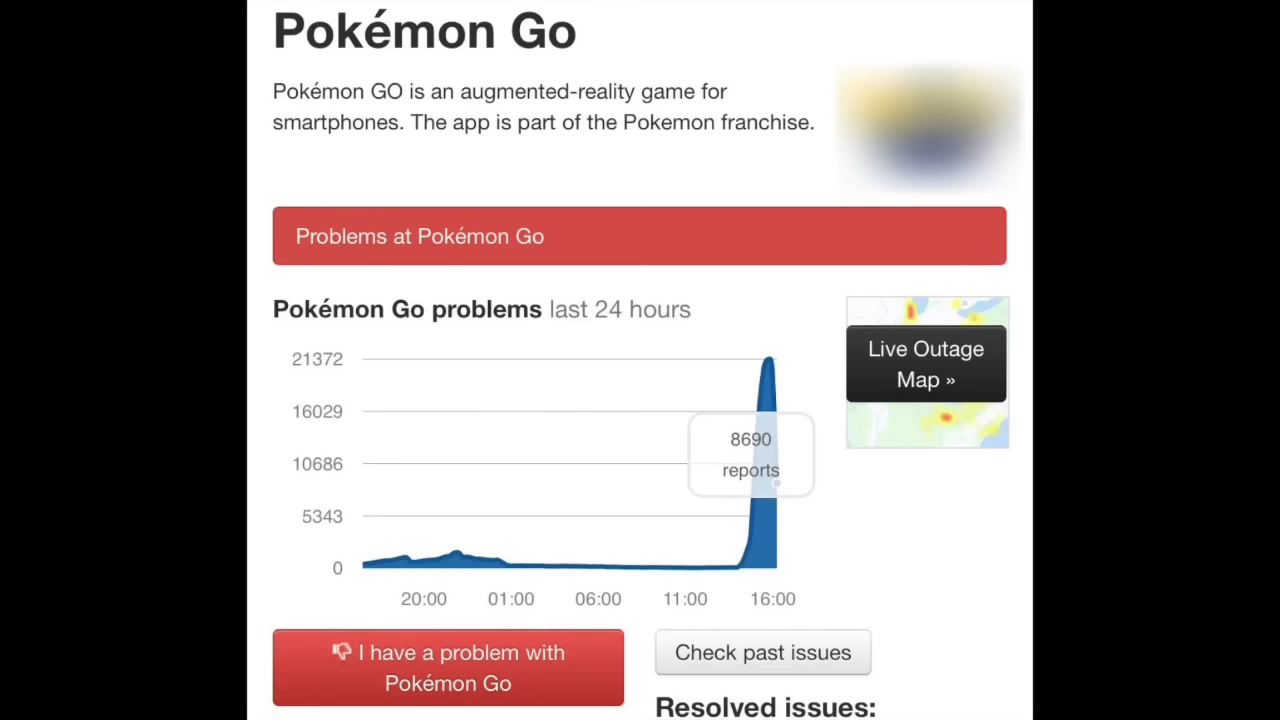 Pokémon Go
Pokémon GO is an augmented-reality game for
smartphones. The app is part of the Pokemon franchise.
Problems at Pokémon Go
Pokémon Go problems last 24 hours
Live Outage
Map »
21372
16029
10686
5343
0
8690
reports
20:00 01:00 06:00 11:00 16:00
I have a problem with
Pokémon Go
Check past issues
Resolved issues: